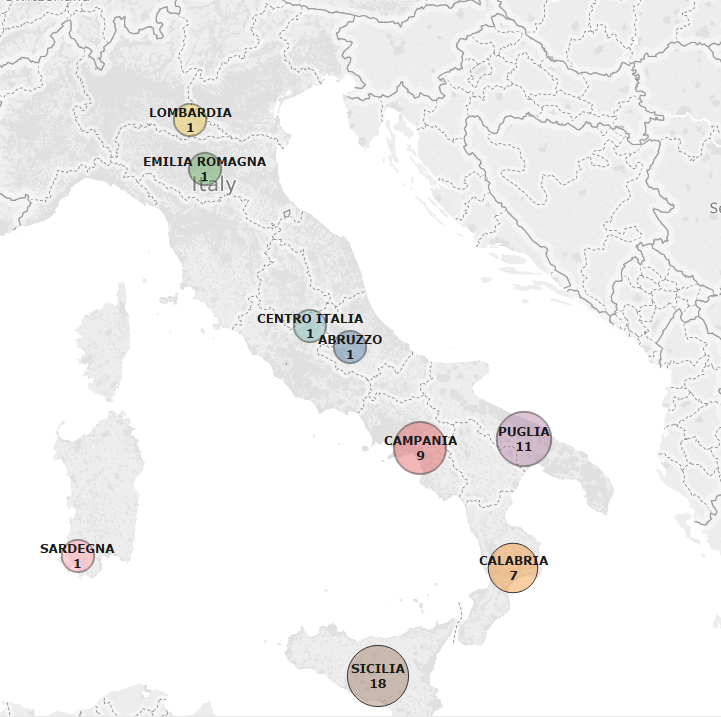 LOMBARDIA
1
EMILIA ROMAGNA
1
Italy
CENTRO ITALIA
1
ABRUZZO
1
CAMPANIA
9
PUGLIA
11
SARDEGNA
1
CALABRIA
7
SICILIA
18